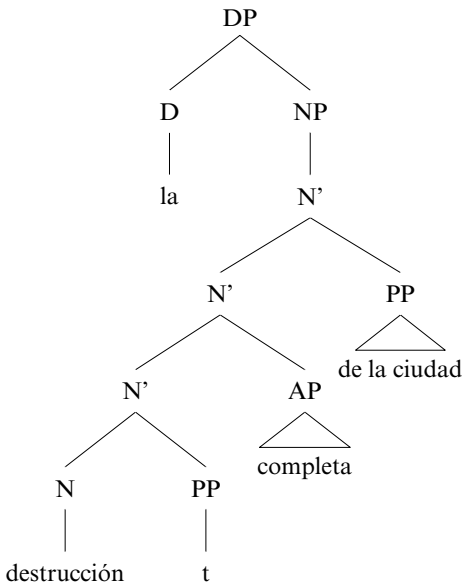 DP
D NP
la N’
N’ PP
de la ciudad
N’ AP
completa
N PP
destrucción t